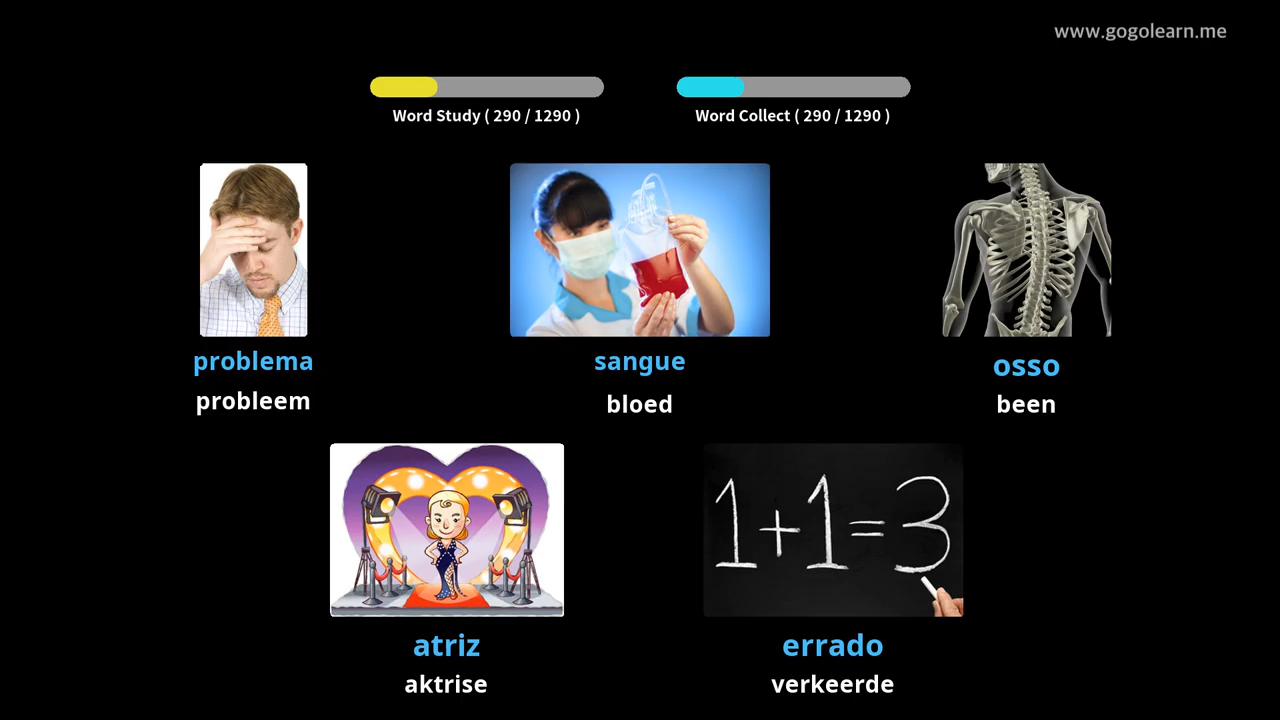 www.gogolearn.me
Word Study ( 290 / 1290 )
Word Collect ( 290 / 1290 )
problema
probleem
sangue
bloed
osso
been
1+1=3
atriz
aktrise
errado
verkeerde